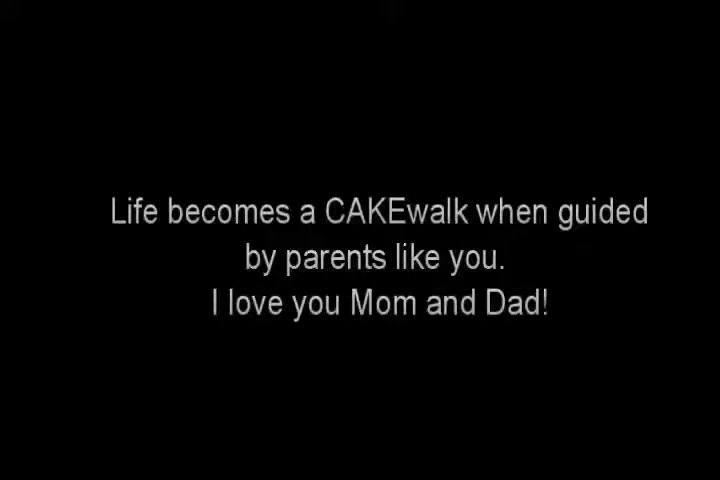 Life becomes a CAKEwalk when guided
by parents like you.
I love you Mom and Dad!